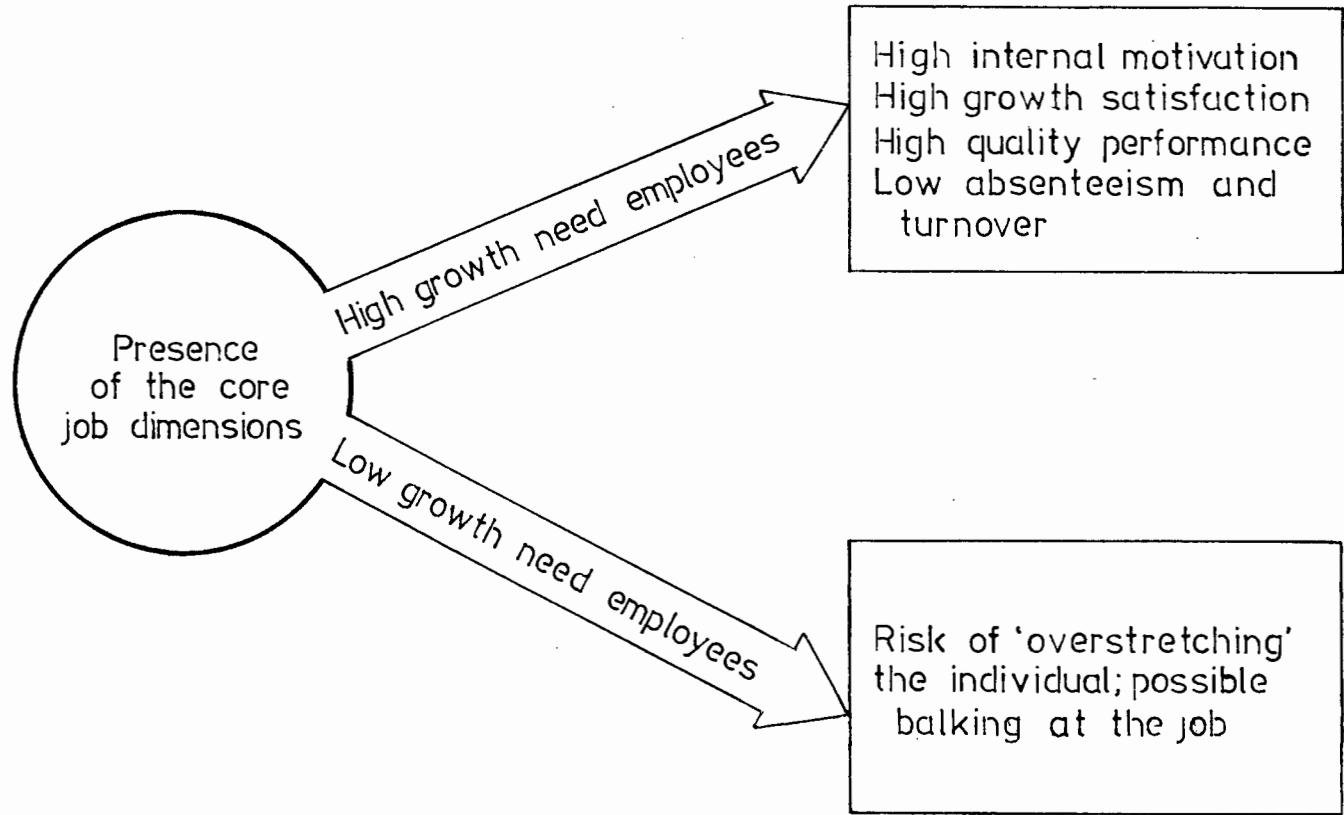 Presence
of the core
job dimensions
High growth need employees
High internal motivation
High growth satisfaction
High quality performance
Low absenteeism and
turnover
Low growth need employees
Risk of ‘overstretching’
the individual; possible
balking at the job